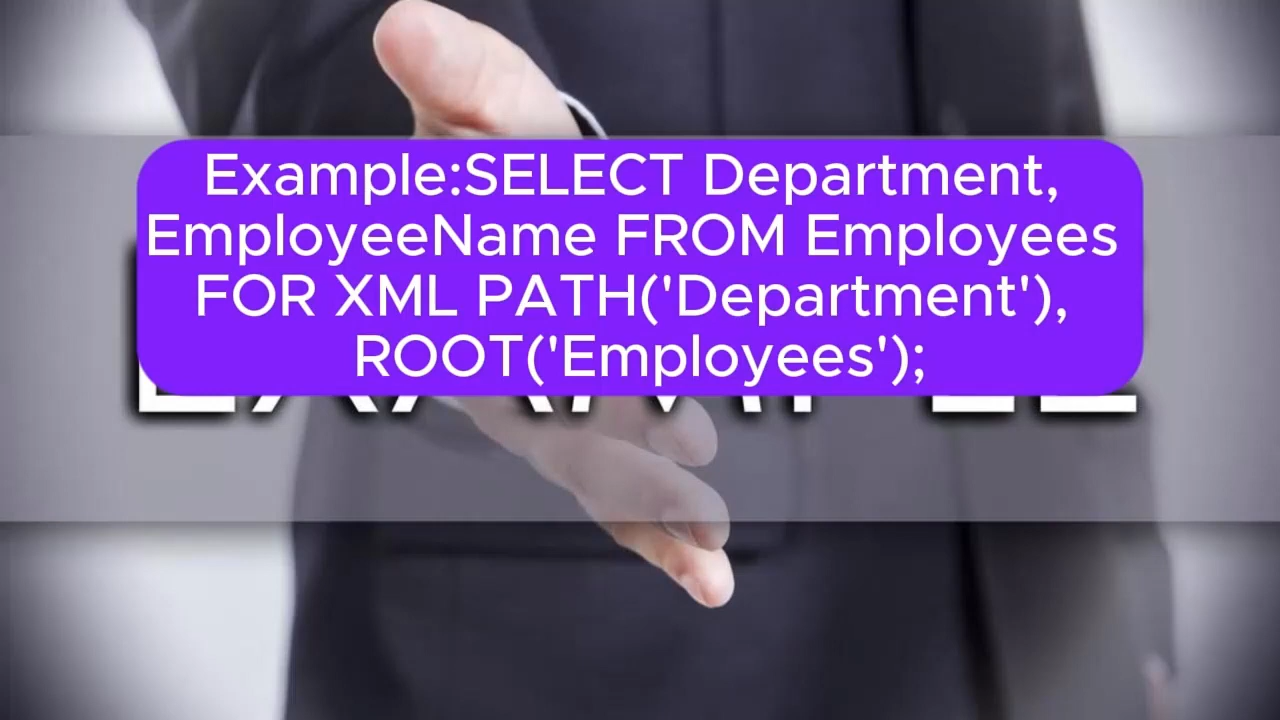 Example:SELECT Department,
EmployeeName FROM Employees
FOR XML PATH('Department'),
ROOT('Employees');